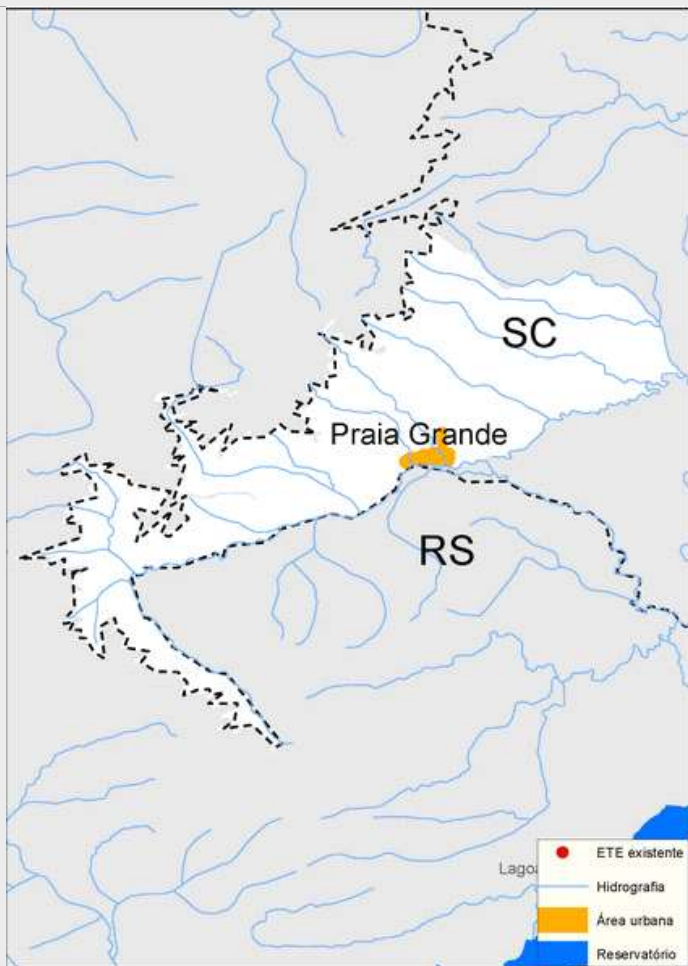 SC
Praia Grande
RS
Lagoa
ETE existente
Hidrografia
Área urbana
Reservatório